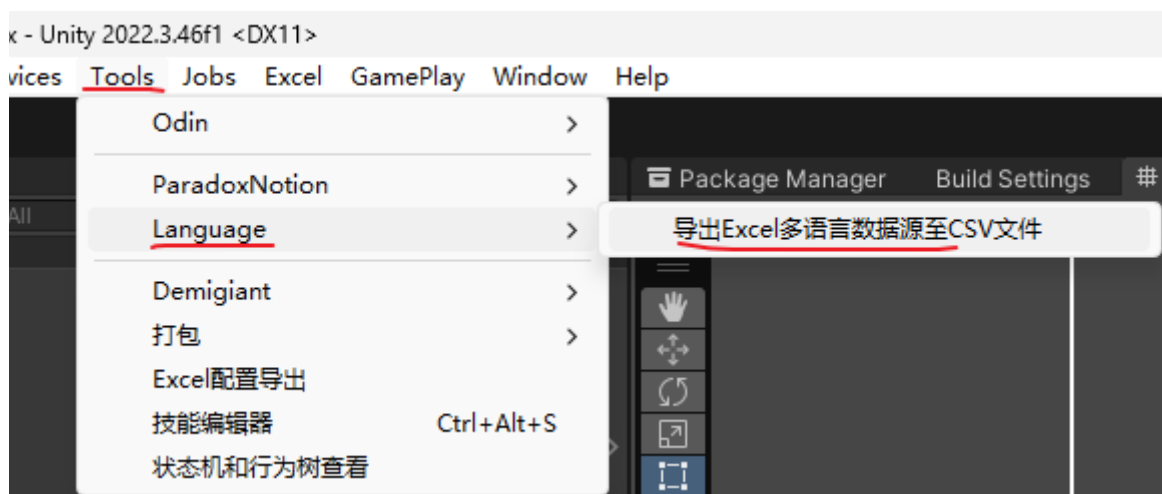 x - Unity 2022.3.46f1 <DX11>
vices Tools Jobs Excel GamePlay Window Help
Odin
ParadoxNotion
Package Manager Build Settings
All
Language
导出Excel多语言数据源至CSV文件
Demigiant
打包
Excel配置导出
技能编辑器 Ctrl+Alt+S
状态机和行为树查看